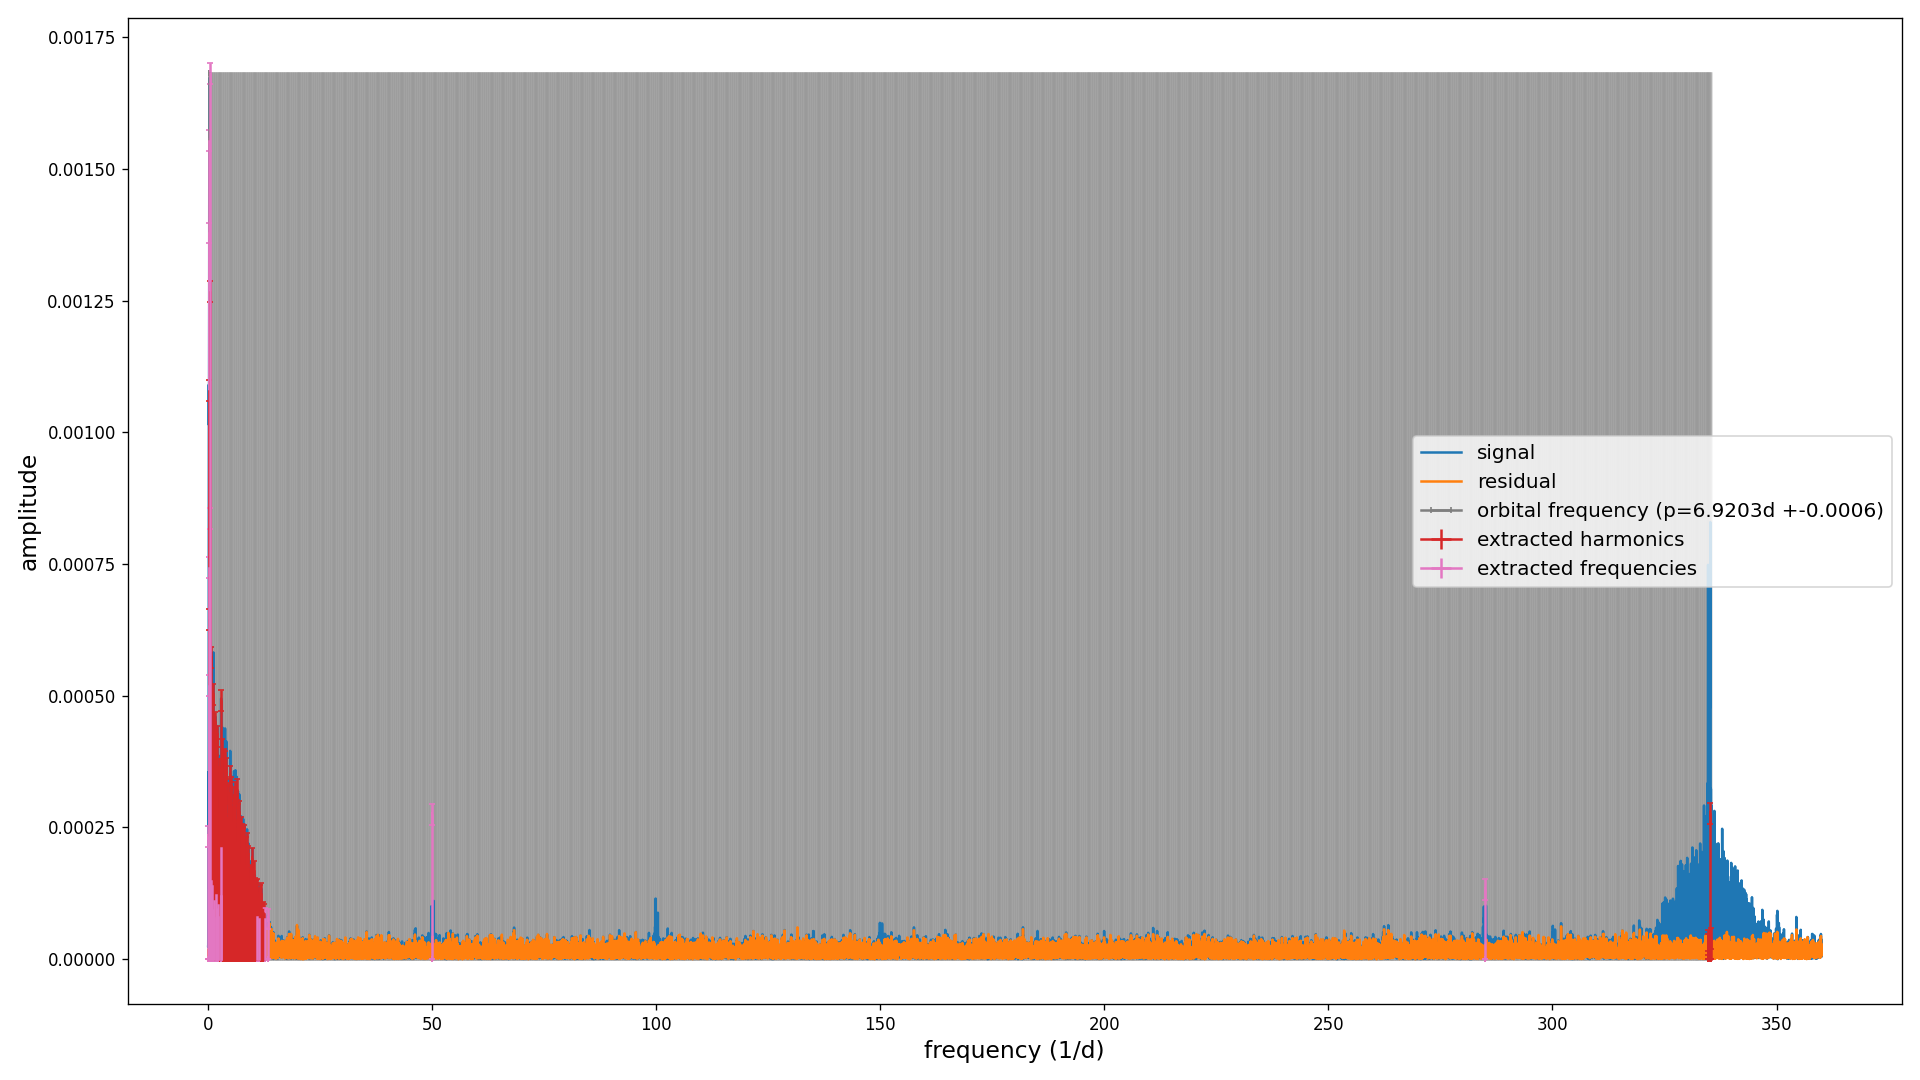 0.00175
0.00150
0.00125
0.00100
0.00075
0.00050
0.00025
0.00000
amplitude
signal
residual
orbital frequency (p=6.9203d +-0.0006)
extracted harmonics
extracted frequencies
0 50 100 150 200 250 300 350
frequency (1/d)